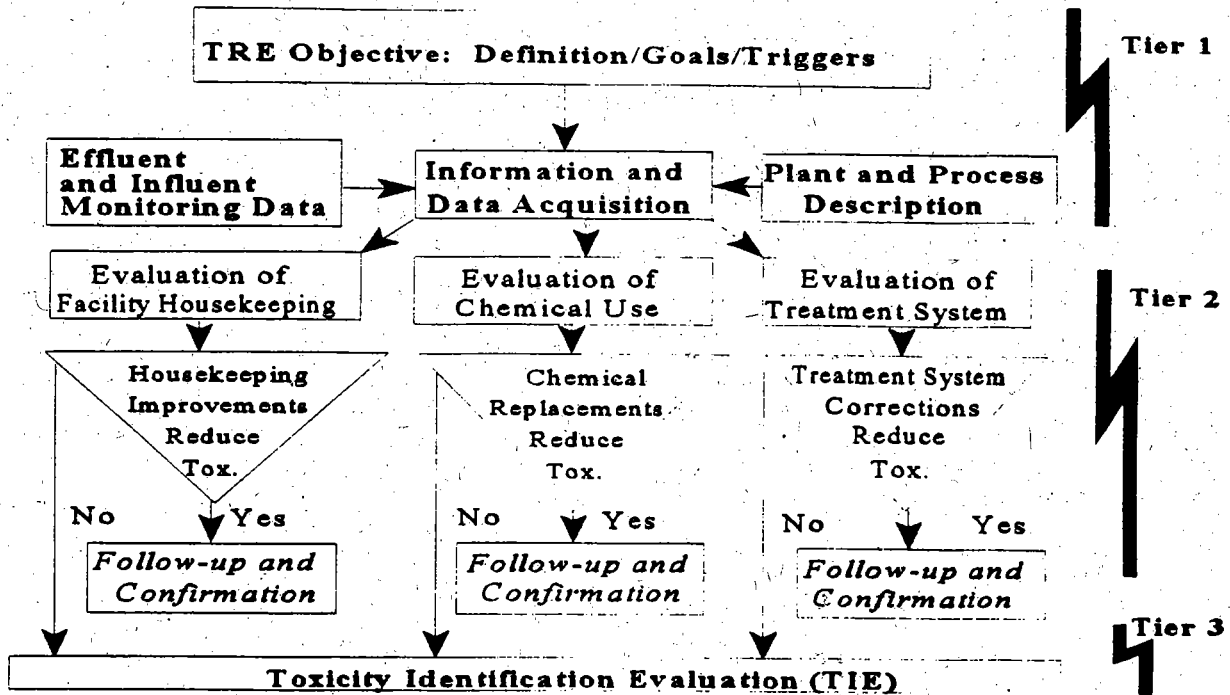 TRE Objective: Definition/Goals/Triggers
Tier 1
Effluent
and Influent
Monitoring Data
Information and
Data Acquisition
Plant and Process
Description
Evaluation of
Facility Housekeeping
Evaluation of
Chemical Use
Evaluation of
Treatment System
Tier 2
Housekeeping
Improvements
Reduce
Tox.
Chemical
Replacements
Reduce
Tox.
Treatment System
Corrections
Reduce
Tox.
No
Yes
No
Yes
No
Yes
Follow-up and
Confirmation
Follow-up and
Confirmation
Follow-up and
Confirmation
Tier 3
Toxicity Identification Evaluation (TIE)